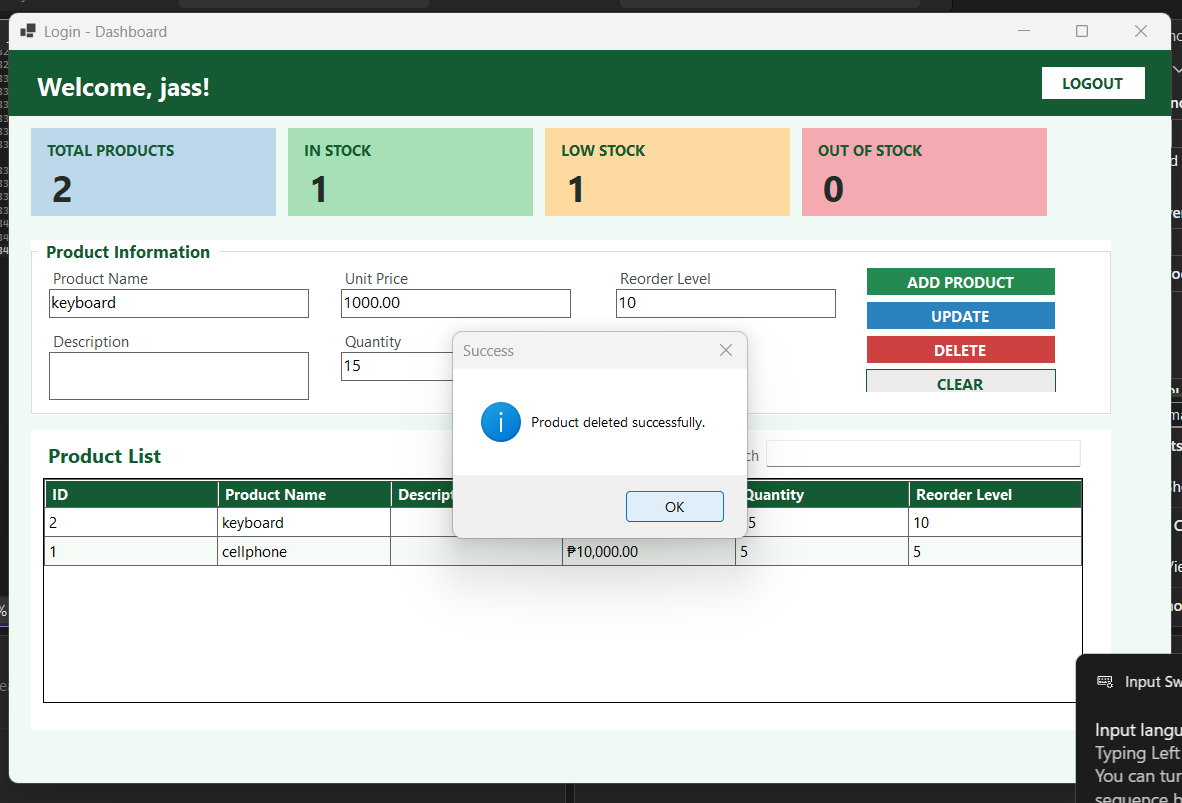 Login - Dashboard
Welcome, jass!
LOGOUT
TOTAL PRODUCTS
2
IN STOCK
1
LOW STOCK
1
OUT OF STOCK
0
Product Information
Product Name
Unit Price
Reorder Level
keyboard
1000.00
10
ADD PRODUCT
UPDATE
DELETE
CLEAR
Description
Quantity
15
Success
Product deleted successfully.
OK
Product List
ID Product Name Descript Quantity Reorder Level
2 keyboard 5 10
1 cellphone ₱10,000.00 5 5
Input Sw
Input langu
Typing Left
You can tur
sequence h